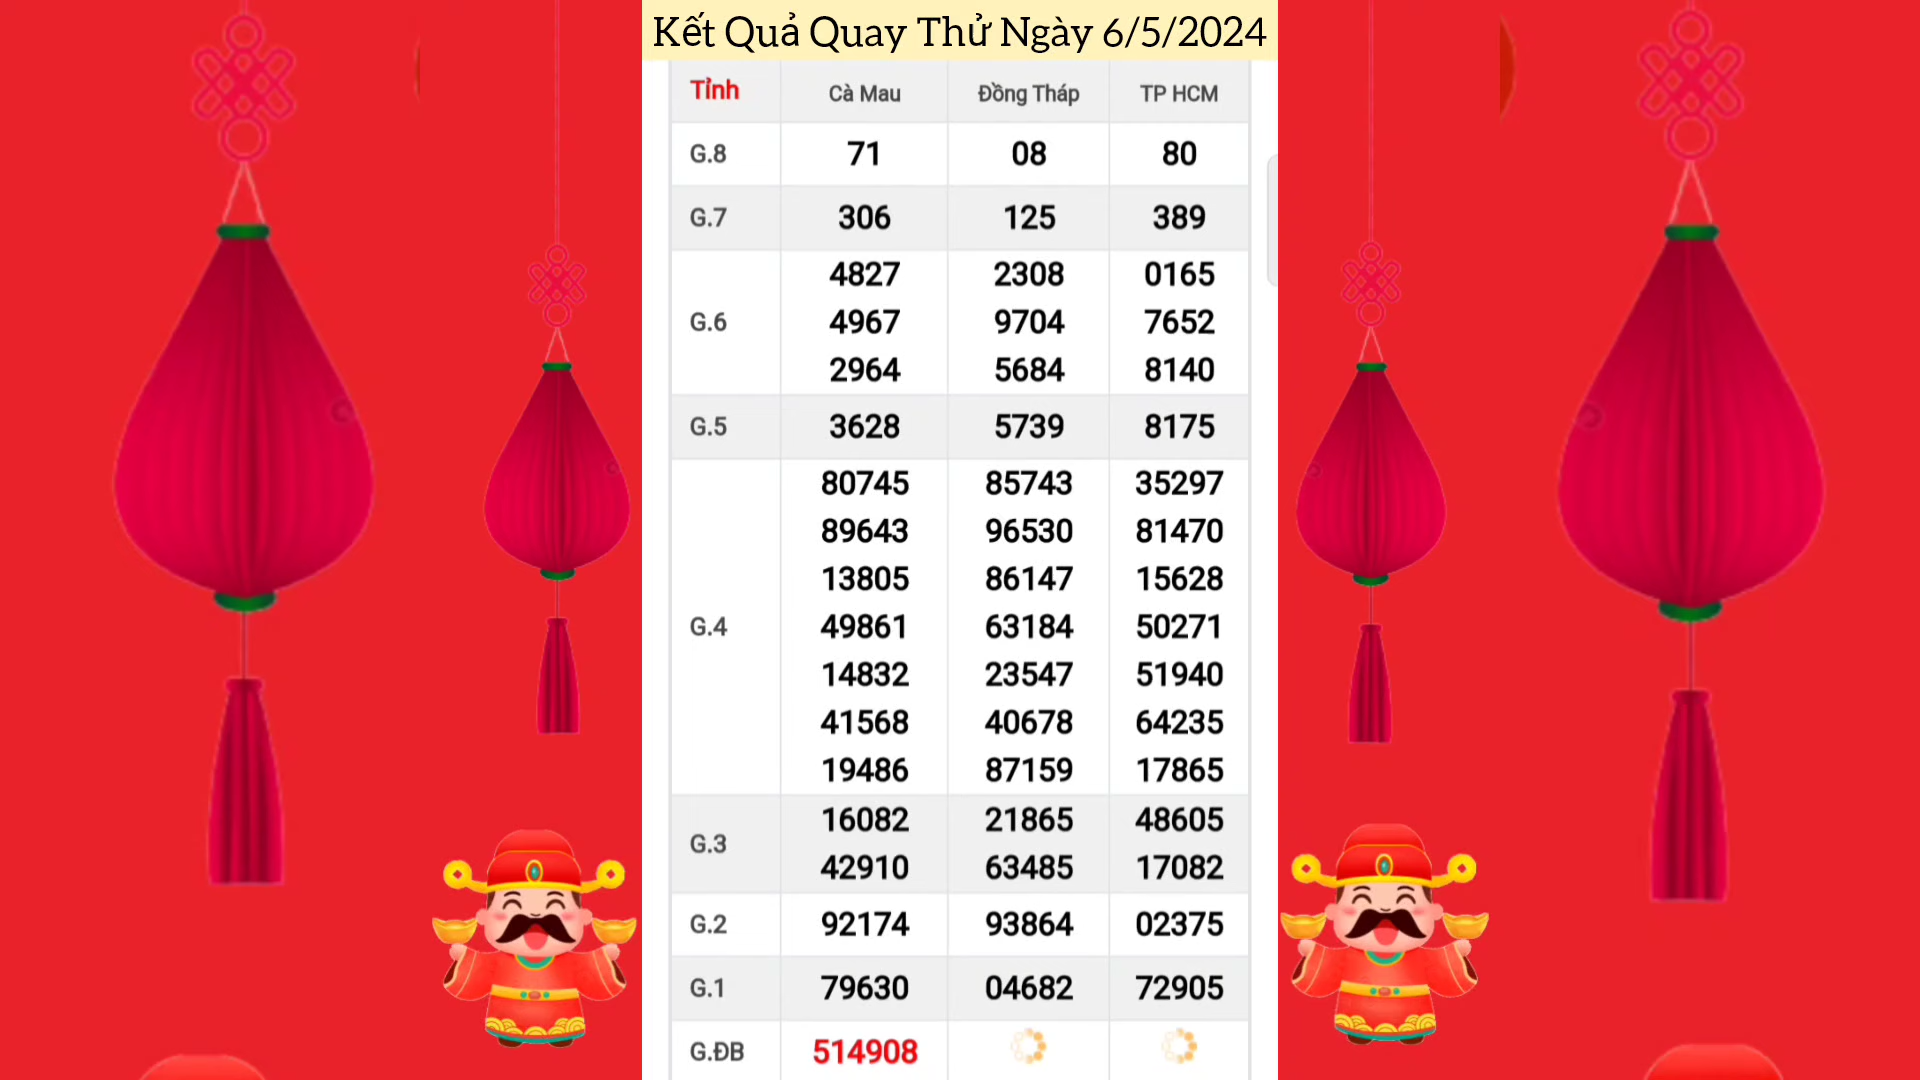 Kết Quả Quay Thử Ngày 6/5/2024
Tỉnh Cà Mau Đồng Tháp TP HCM
G.8 71 08 80
G.7 306 125 389
4827 2308 0165
G.6 4967 9704 7652
2964 5684 8140
G.5 3628 5739 8175
80745 85743 35297
89643 96530 81470
13805 86147 15628
G.4 49861 63184 50271
14832 23547 51940
41568 40678 64235
19486 87159 17865
G.3 16082 21865 48605
42910 63485 17082
G.2 92174 93864 02375
G.1 79630 04682 72905
G.ĐB 514908